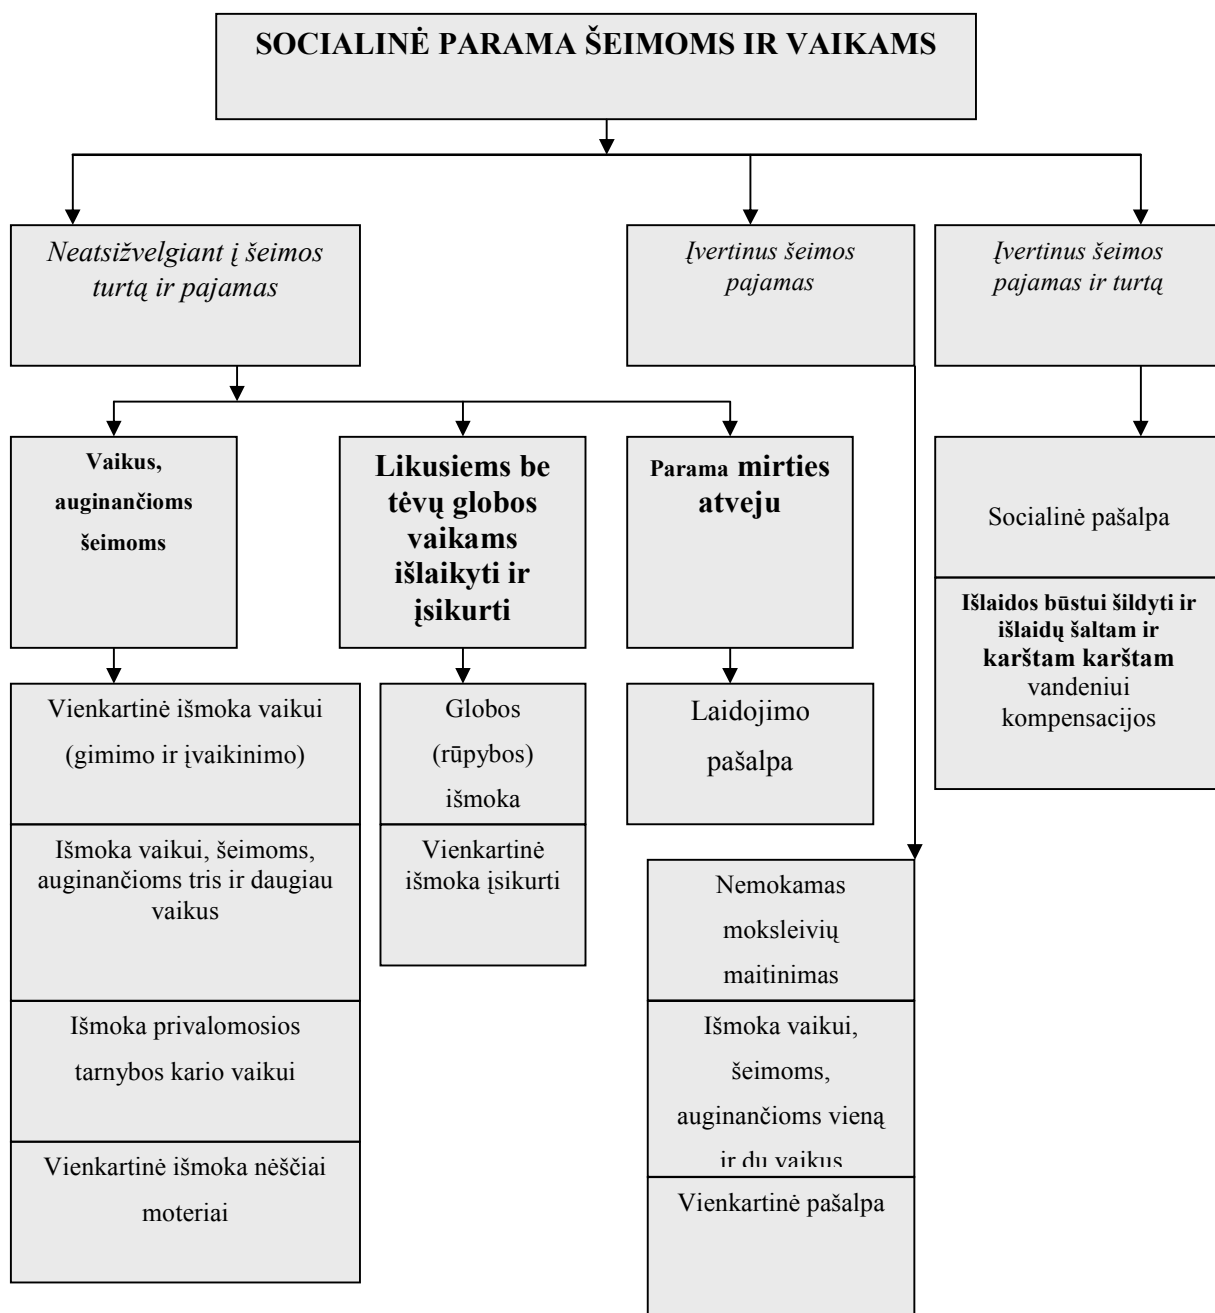 SOCIALINĖ PARAMA ŠEIMOMS IR VAIKAMS
Neatsižvelgiant į šeimos
turtą ir pajamas
Įvertinus šeimos
pajamas
Įvertinus šeimos
pajamas ir turtą
Vaikus,
auginančioms
šeimoms
Likusiems be
tėvų globos
vaikams
išlaikyti ir
įsikurti
Parama mirties
atveju
Socialinė pašalpa
Išlaidos būstui šildyti ir
išlaidų šaltam ir
karštam karštam
vandeniui
kompensacijos
Vienkartinė išmoka vaikui
(gimimo ir įvaikinimo)
Išmoka vaikui, šeimoms,
auginančioms tris ir daugiau
vaikus
Išmoka privalomosios
tarnybos kario vaikui
Vienkartinė išmoka nėščiai
moteriai
Globos
(rūpybos)
išmoka
Vienkartinė
išmoka įsikurti
Laidojimo
pašalpa
Nemokamas
moksleivių
maitinimas
Išmoka vaikui,
šeimoms,
auginančioms vieną
ir du vaikus
Vienkartinė pašalpa